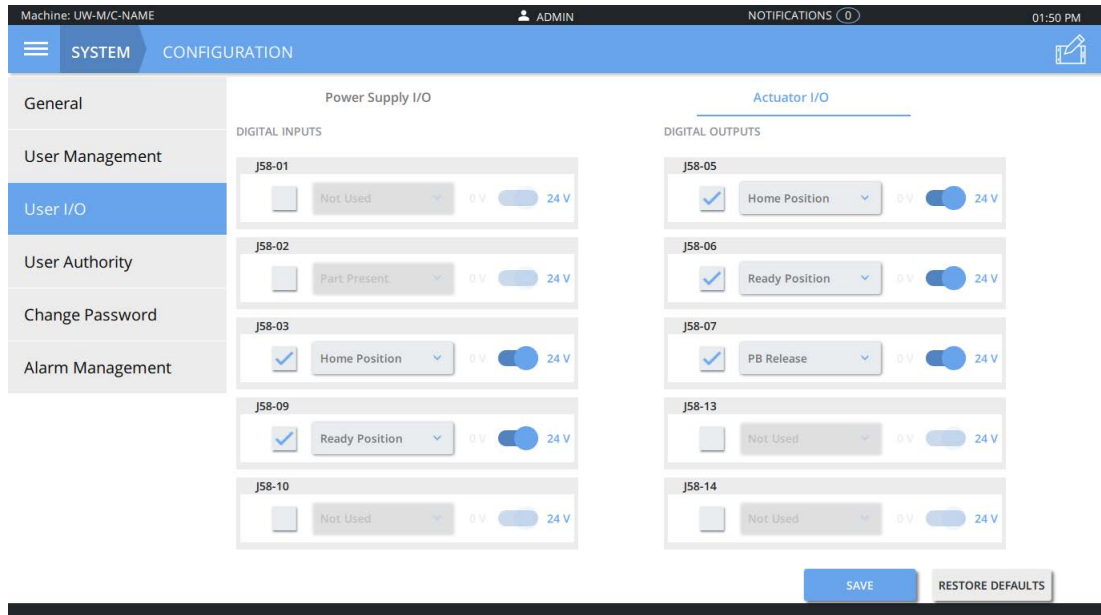 Machine: UW-M/C-NAME ADMIN NOTIFICATIONS 0 01:50 PM
SYSTEM CONFIGURATION
General
User Management
User I/O
User Authority
Change Password
Alarm Management
Power Supply I/O Actuator I/O
DIGITAL INPUTS
J58-01
Not Used 0 V 24 V
J58-02
Part Present 0 V 24 V
J58-03
Home Position 0 V 24 V
J58-09
Ready Position 0 V 24 V
J58-10
Not Used 0 V 24 V
DIGITAL OUTPUTS
J58-05
Home Position 0 V 24 V
J58-06
Ready Position 0 V 24 V
J58-07
PB Release 0 V 24 V
J58-13
Not Used 0 V 24 V
J58-14
Not Used 0 V 24 V
SAVE RESTORE DEFAULTS